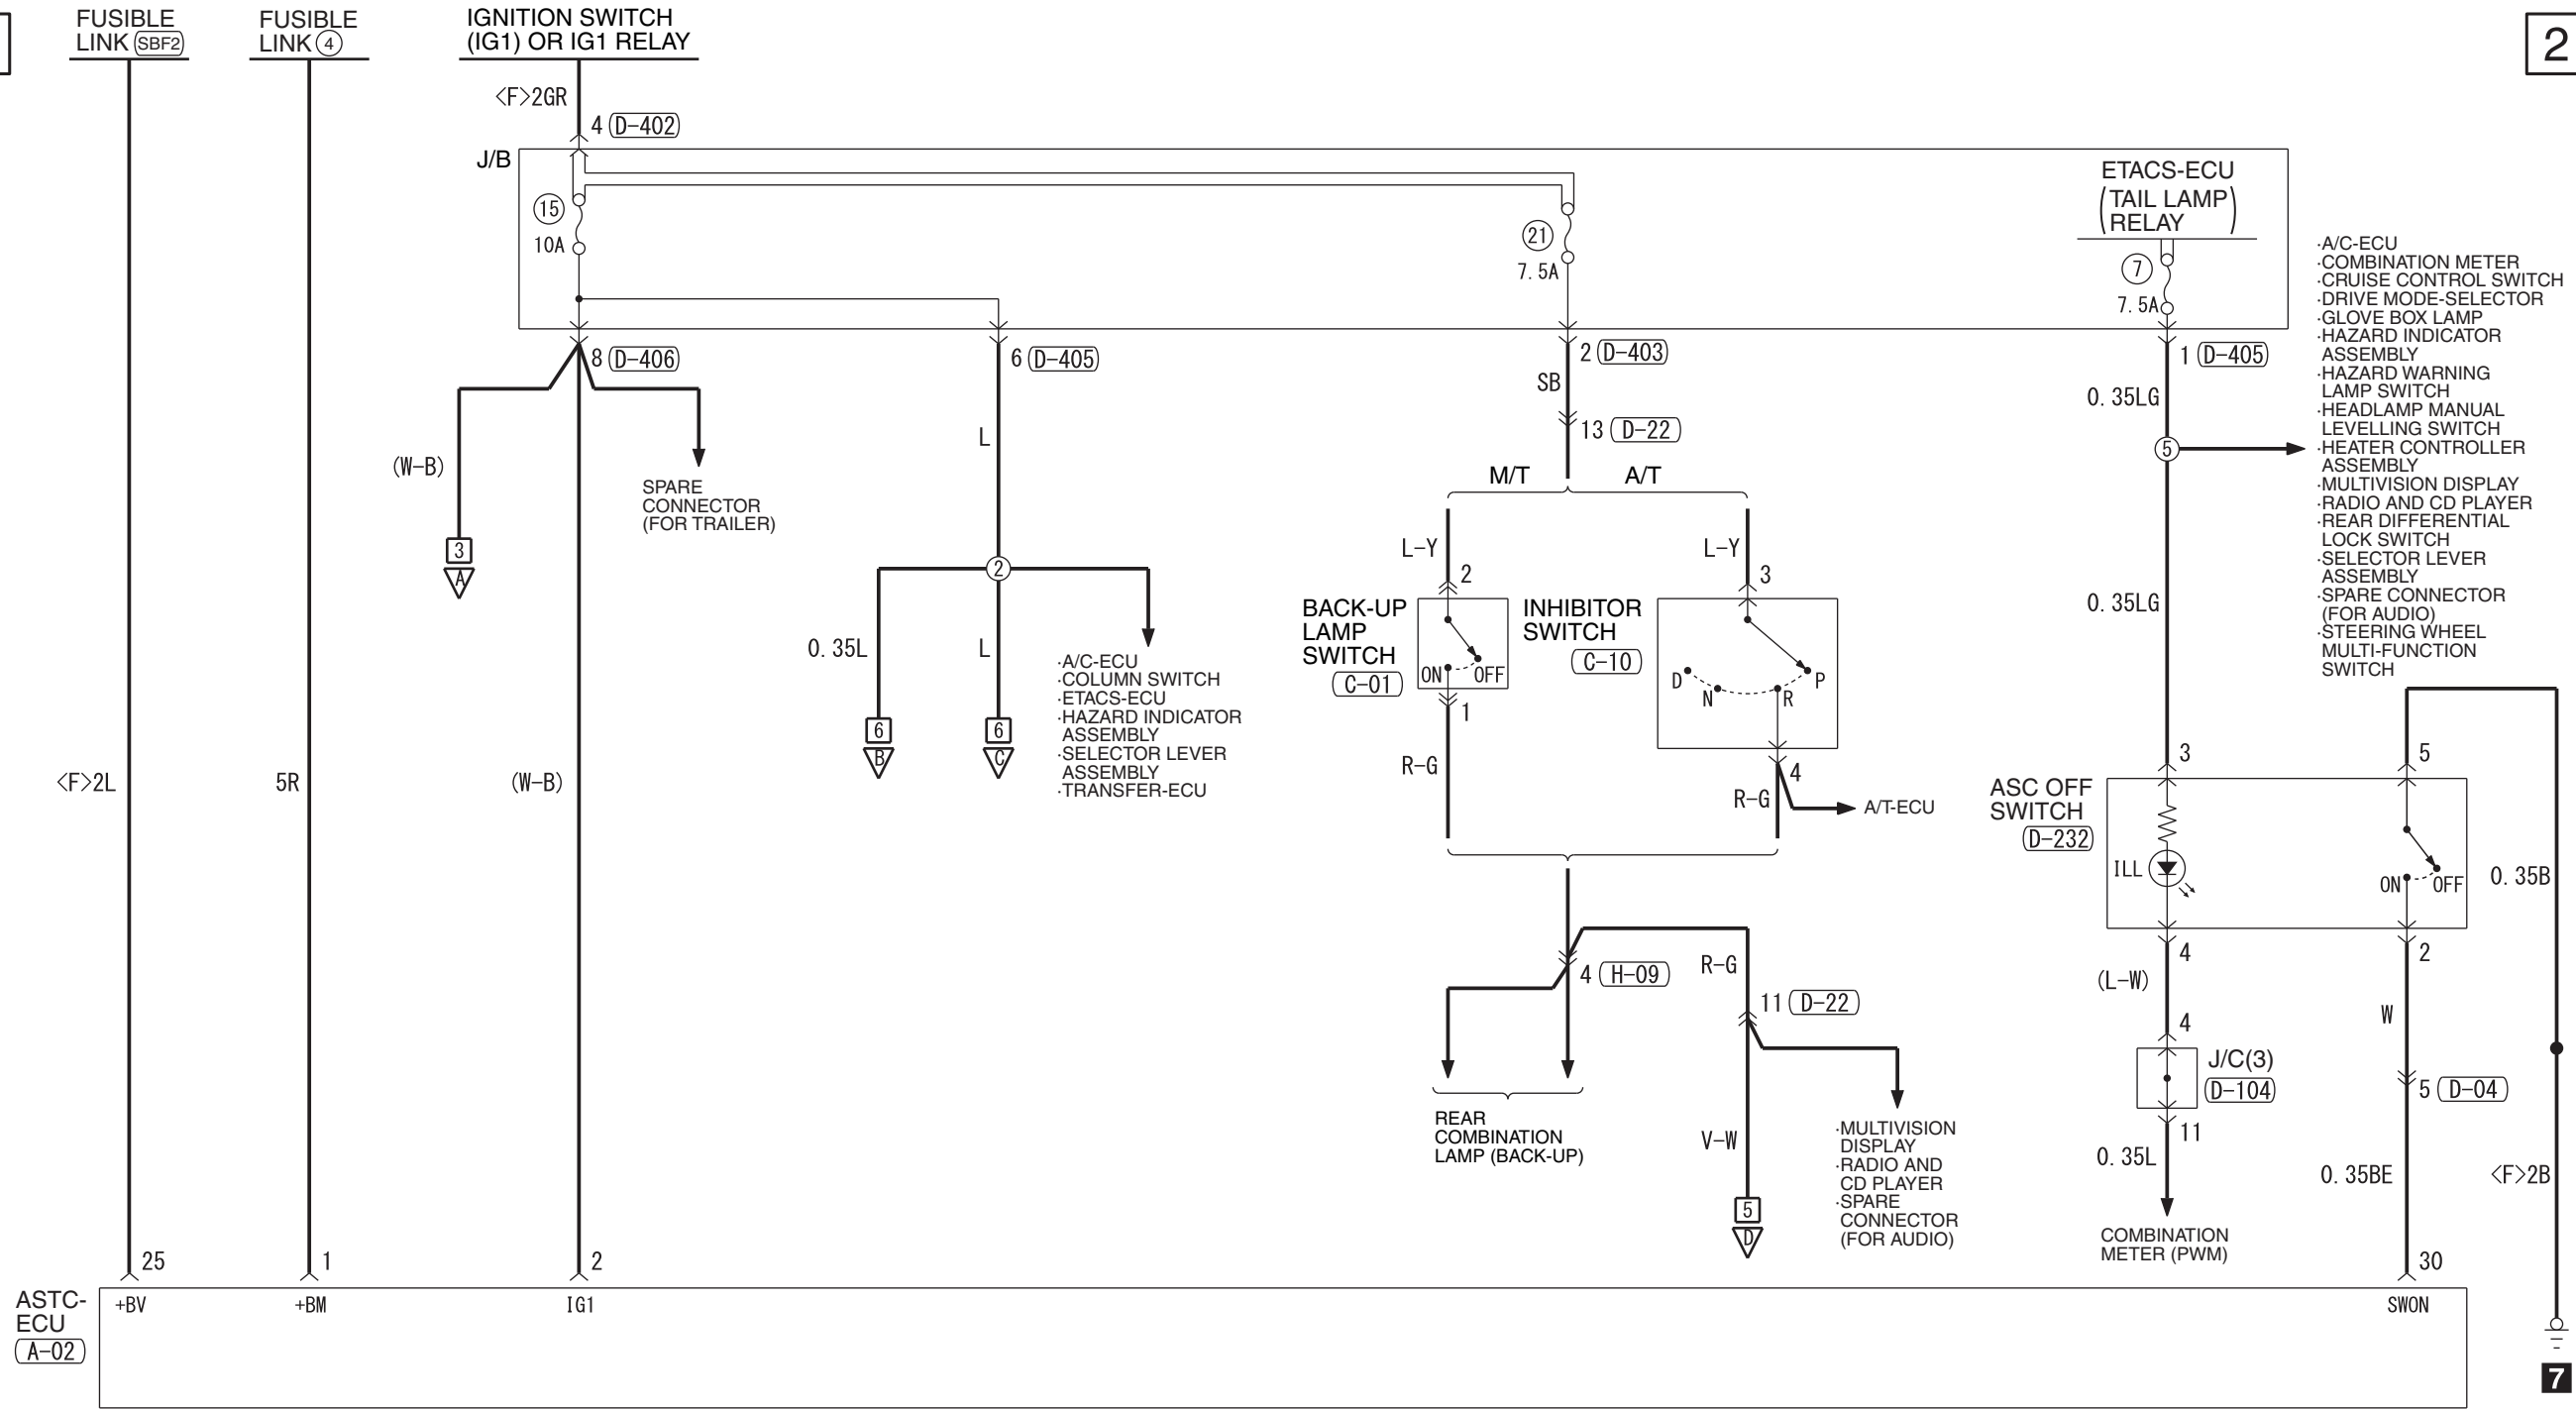 FUSIBLE
LINK SBF2
FUSIBLE
LINK 4
IGNITION SWITCH
(IG1) OR IG1 RELAY
2
<F>2GR
4 D-402
J/B
15
10A
21
7.5A
ETACS-ECU
(TAIL LAMP
RELAY)
7
7.5A
8 D-406
6 D-405
2 D-403
1 D-405
(W-B)
SPARE
CONNECTOR
(FOR TRAILER)
3
A
L
2
0.35L
L
6
B
6
C
·A/C-ECU
·COLUMN SWITCH
·ETACS-ECU
·HAZARD INDICATOR
ASSEMBLY
·SELECTOR LEVER
ASSEMBLY
·TRANSFER-ECU
SB
13 D-22
M/T
A/T
L-Y
2
L-Y
3
BACK-UP
LAMP
SWITCH
C-01
ON
OFF
1
R-G
INHIBITOR
SWITCH
C-10
D
N
R
P
4
R-G
A/T-ECU
4 H-09
R-G
11 D-22
REAR
COMBINATION
LAMP (BACK-UP)
V-W
5
D
·MULTIVISION
DISPLAY
·RADIO AND
CD PLAYER
·SPARE
CONNECTOR
(FOR AUDIO)
0.35LG
5
0.35LG
·A/C-ECU
·COMBINATION METER
·CRUISE CONTROL SWITCH
·DRIVE MODE-SELECTOR
·GLOVE BOX LAMP
·HAZARD INDICATOR
ASSEMBLY
·HAZARD WARNING
LAMP SWITCH
·HEADLAMP MANUAL
LEVELLING SWITCH
·HEATER CONTROLLER
ASSEMBLY
·MULTIVISION DISPLAY
·RADIO AND CD PLAYER
·REAR DIFFERENTIAL
LOCK SWITCH
·SELECTOR LEVER
ASSEMBLY
·SPARE CONNECTOR
(FOR AUDIO)
·STEERING WHEEL
MULTI-FUNCTION
SWITCH
3
5
ASC OFF
SWITCH
D-232
ILL
ON
OFF
0.35B
4
2
(L-W)
W
4
J/C(3)
D-104
11
0.35L
COMBINATION
METER (PWM)
5 D-04
0.35BE
<F>2B
<F>2L
5R
(W-B)
25
1
2
30
ASTC-
ECU
A-02
+BV
+BM
IG1
SWON
7